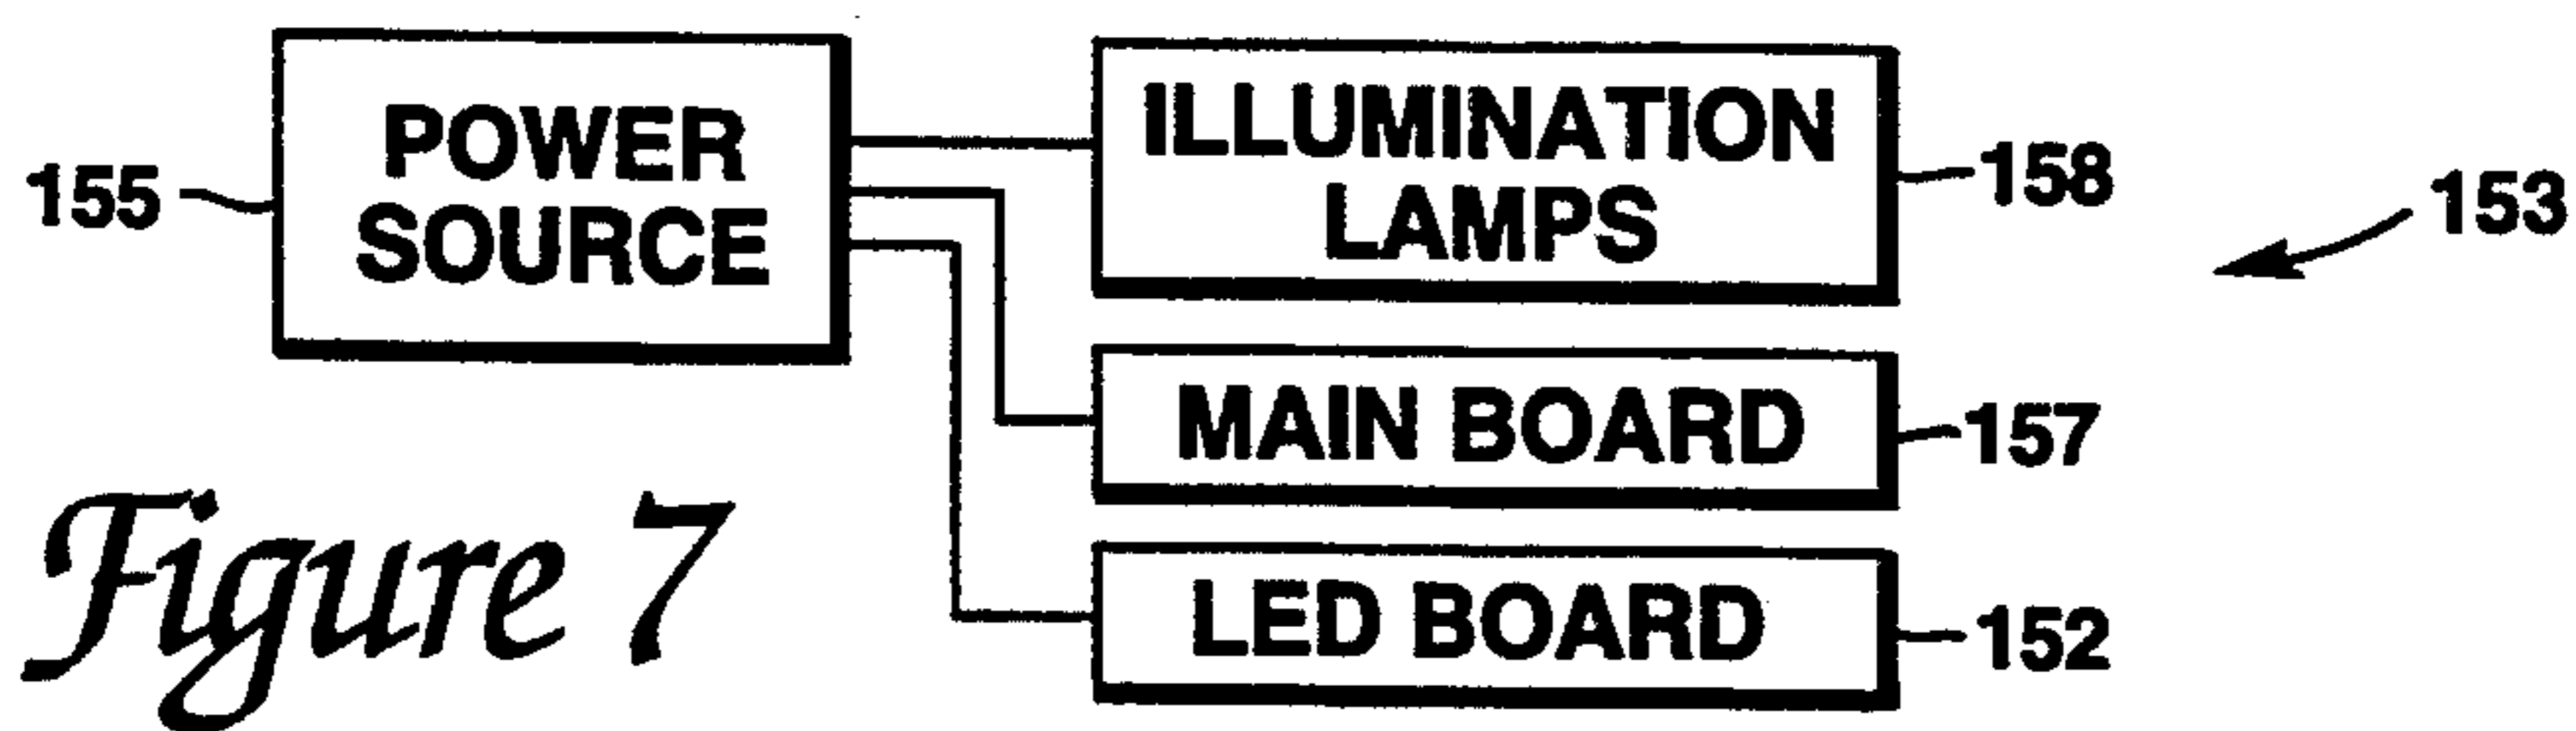 155
POWER
SOURCE
ILLUMINATION
LAMPS
158
153
MAIN BOARD
157
LED BOARD
152
Figure 7